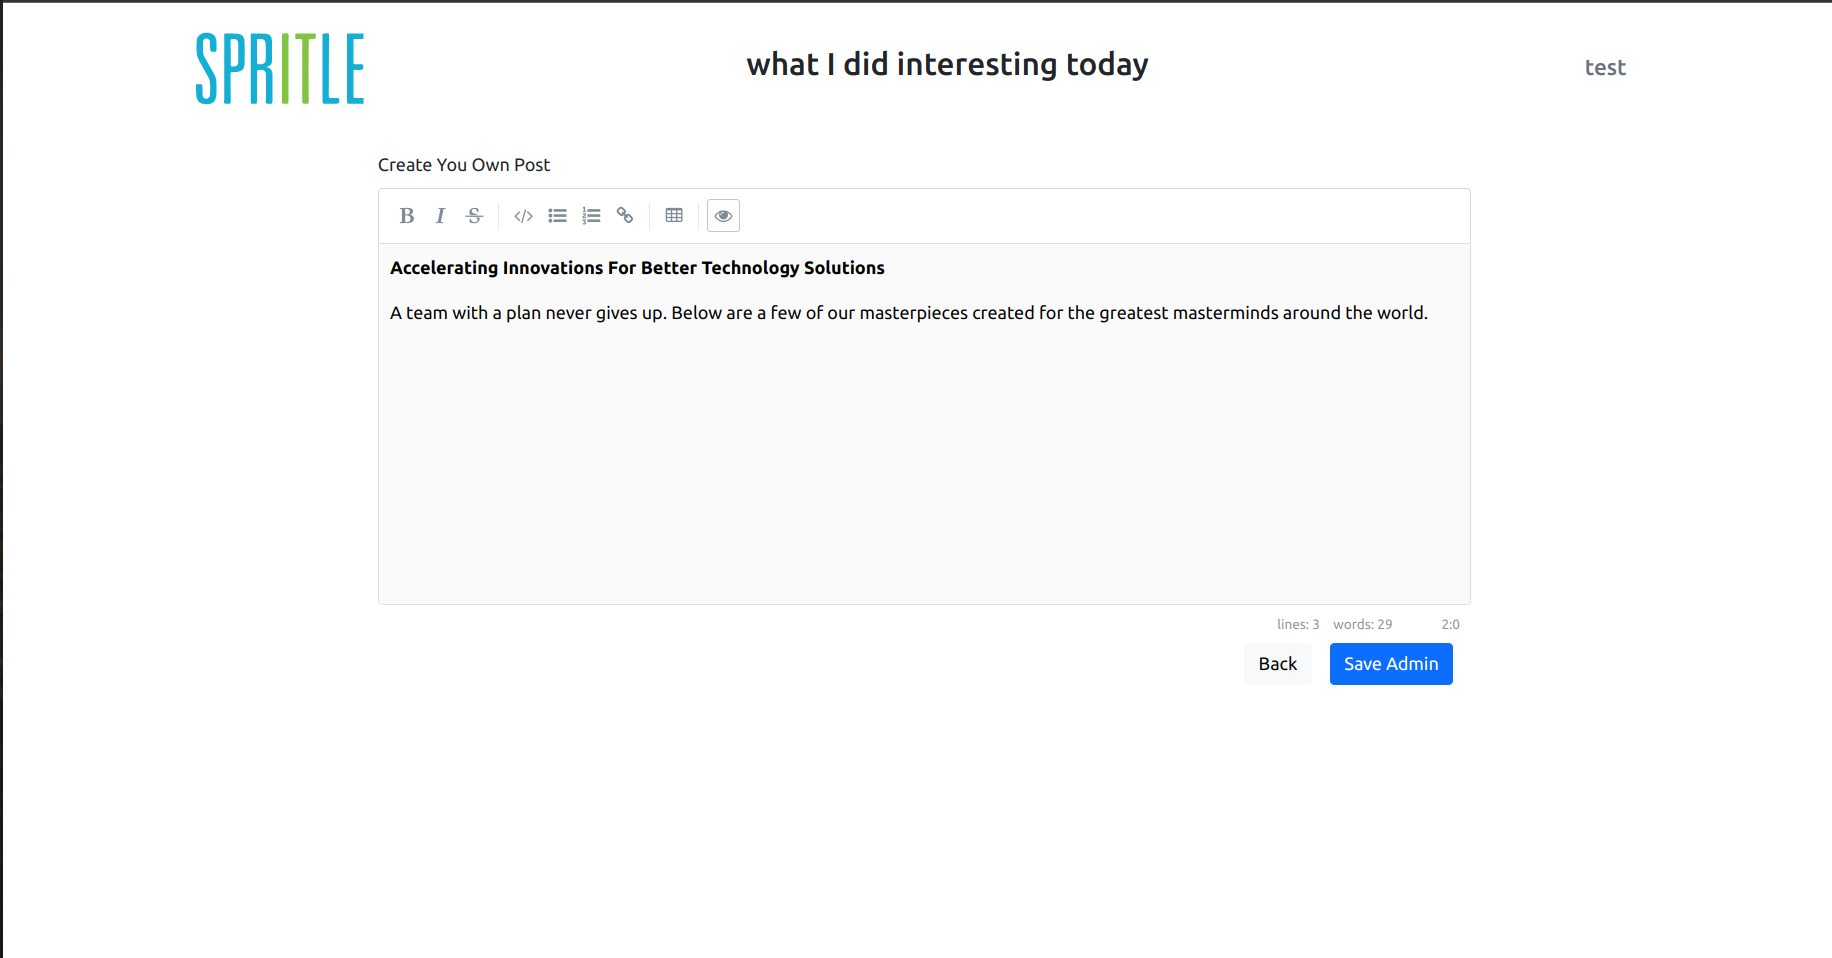 SPRITLE
what I did interesting today
test
Create You Own Post
B I S
Accelerating Innovations For Better Technology Solutions
A team with a plan never gives up. Below are a few of our masterpieces created for the greatest masterminds around the world.
lines: 3 words: 29 2:0
Back Save Admin